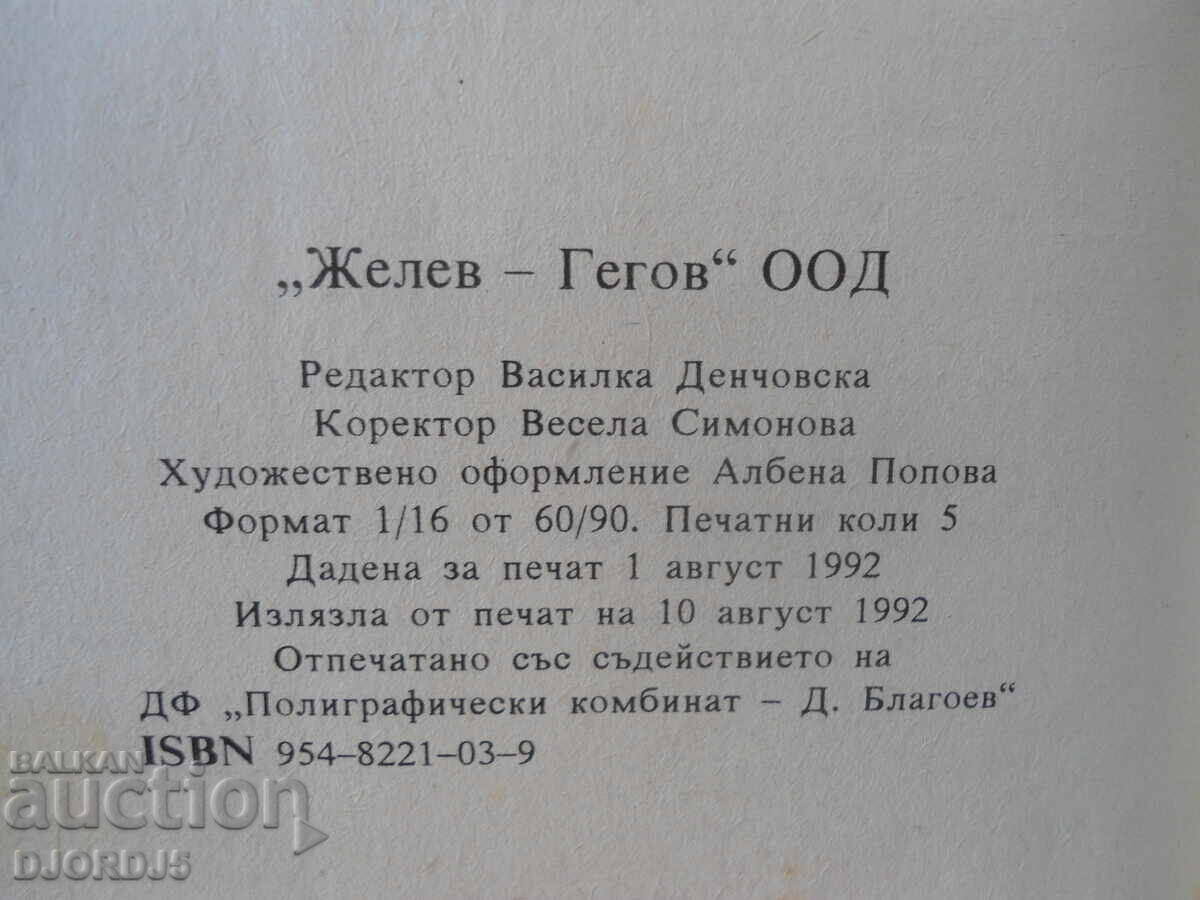 „Желев – Гегов“ ООД
Редактор Василка Денчовска
Коректор Весела Симонова
Художествено оформление Албена Попова
Формат 1/16 от 60/90. Печатни коли 5
Дадена за печат 1 август 1992
Излязла от печат на 10 август 1992
Отпечатано със съдействието на
ДФ „Полиграфически комбинат – Д. Благоев“
ISBN 954–8221–03–9
BALKAN
auction
DJORDJ5